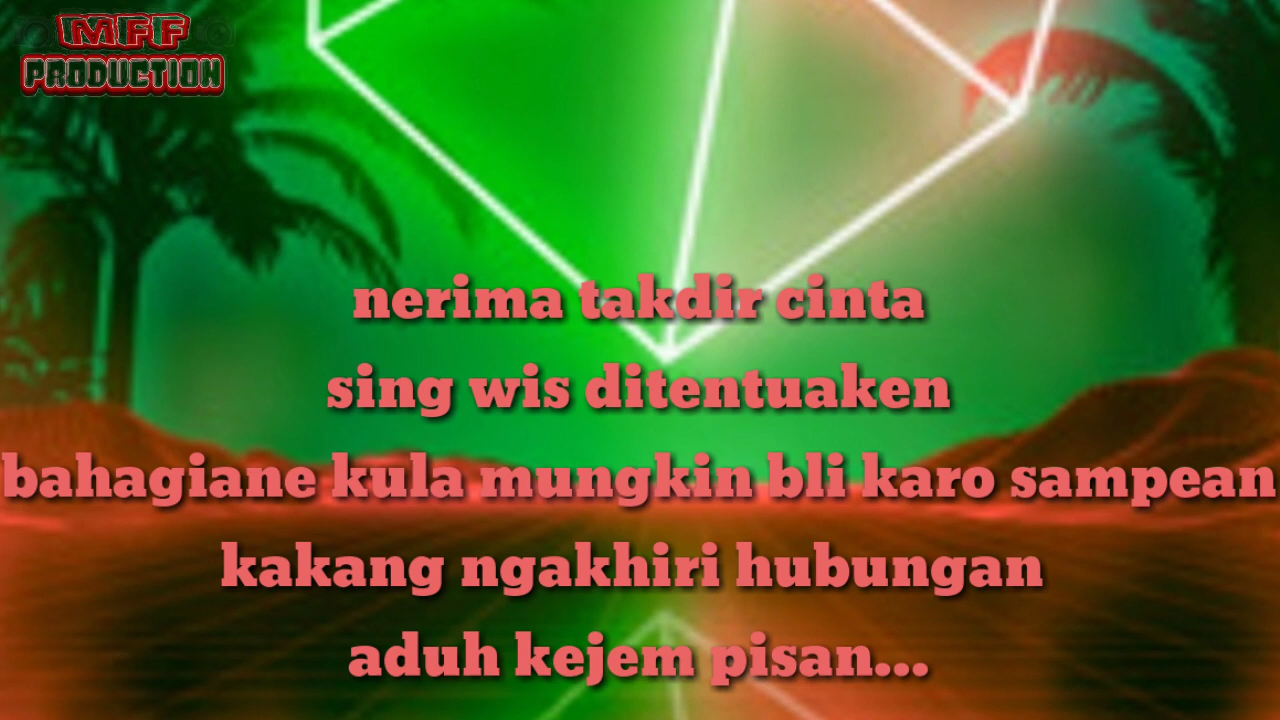 MFF
PRODUCTION
nerima takdir cinta
sing wis ditentuaken
bahagiane kula mungkin bli karo sampean
kakang ngakhiri hubungan
aduh kejem pisan...